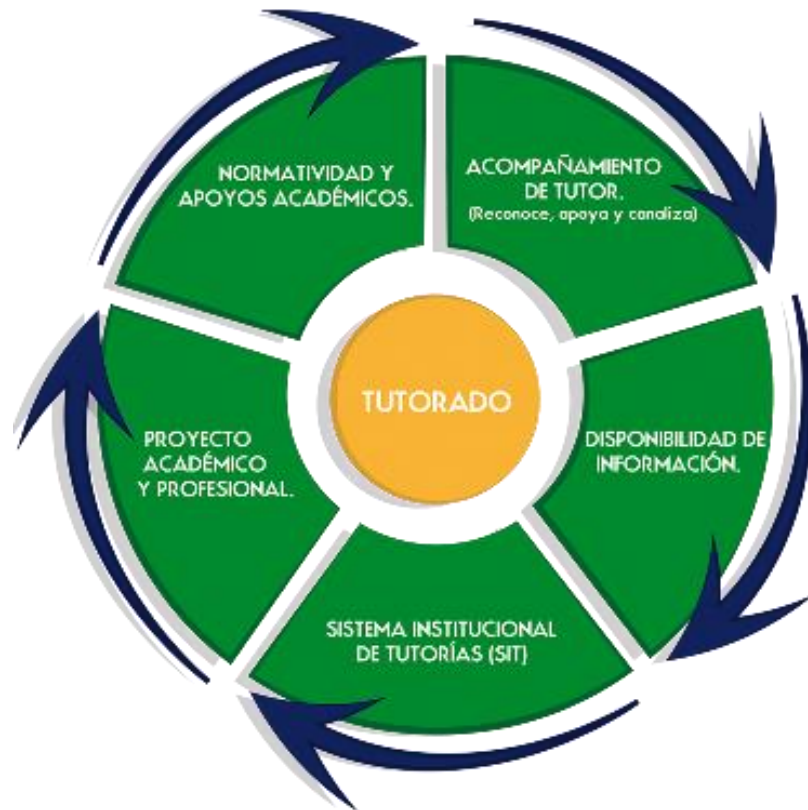 NORMATIVIDAD Y
APOYOS ACADÉMICOS.
ACOMPAÑAMIENTO
DE TUTOR.
(Reconoce, apoya y canaliza)
TUTORADO
DISPONIBILIDAD DE
INFORMACIÓN.
PROYECTO
ACADÉMICO
Y PROFESIONAL.
SISTEMA INSTITUCIONAL
DE TUTORÍAS (SIT)